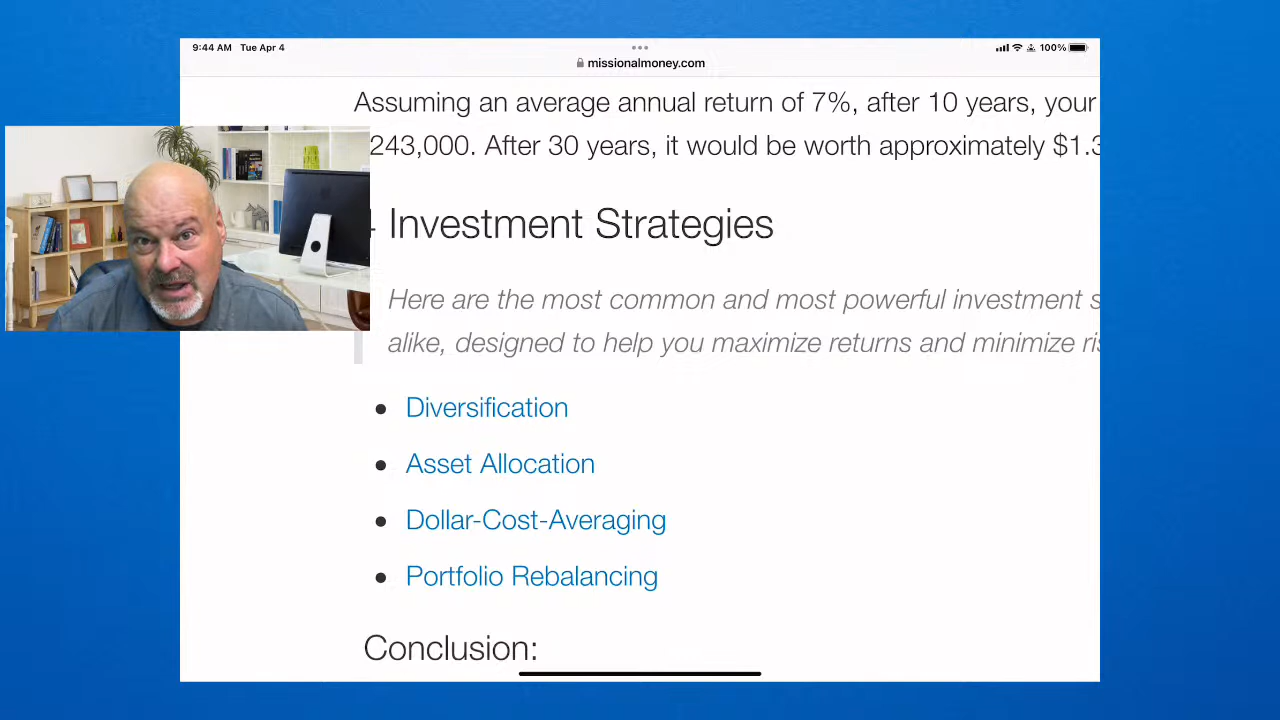 9:44 AM Tue Apr 4
100%
missionalmoney.com
Assuming an average annual return of 7%, after 10 years, your
243,000. After 30 years, it would be worth approximately $1.3
Investment Strategies
Here are the most common and most powerful investment
alike, designed to help you maximize returns and minimize
Diversification
Asset Allocation
Dollar-Cost-Averaging
Portfolio Rebalancing
Conclusion: